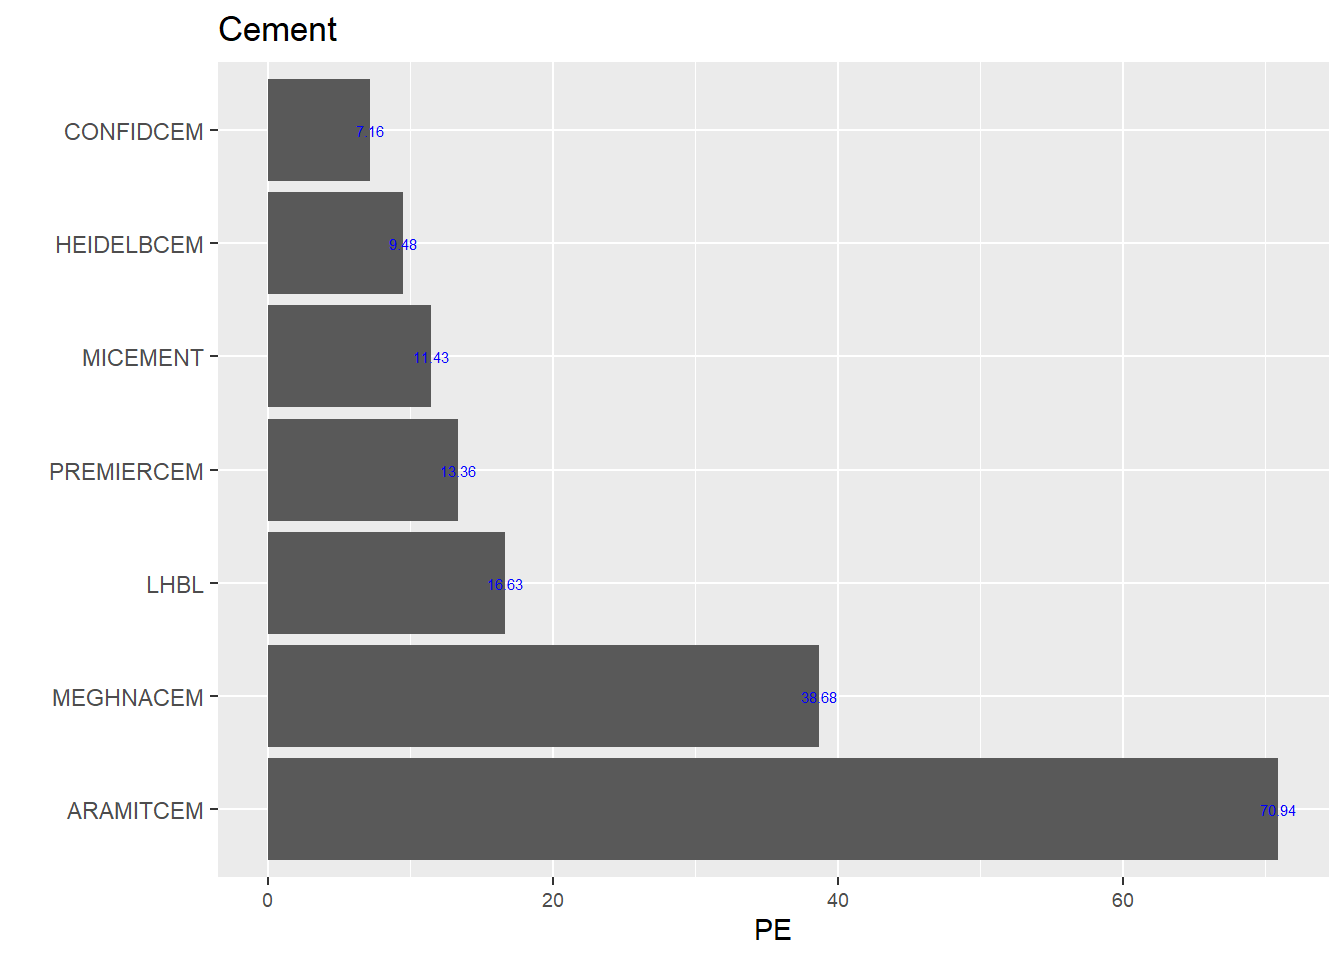 Cement
CONFIDCEM 7.16
HEIDELBCEM 9.48
MICEMENT 11.43
PREMIERCEM 13.36
LHBL 16.63
MEGHNACEM 38.68
ARAMITCEM 70.94
0 20 40 60
PE